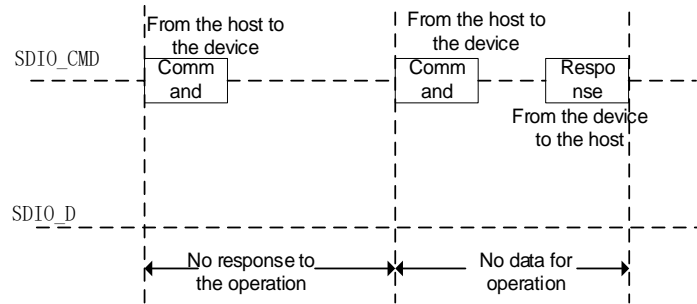 From the host to
the device
From the host to
the device
SDIO_CMD
Comm
and
Comm
and
Respo
nse
From the device
to the host
SDIO_D
No response to
the operation
No data for
operation